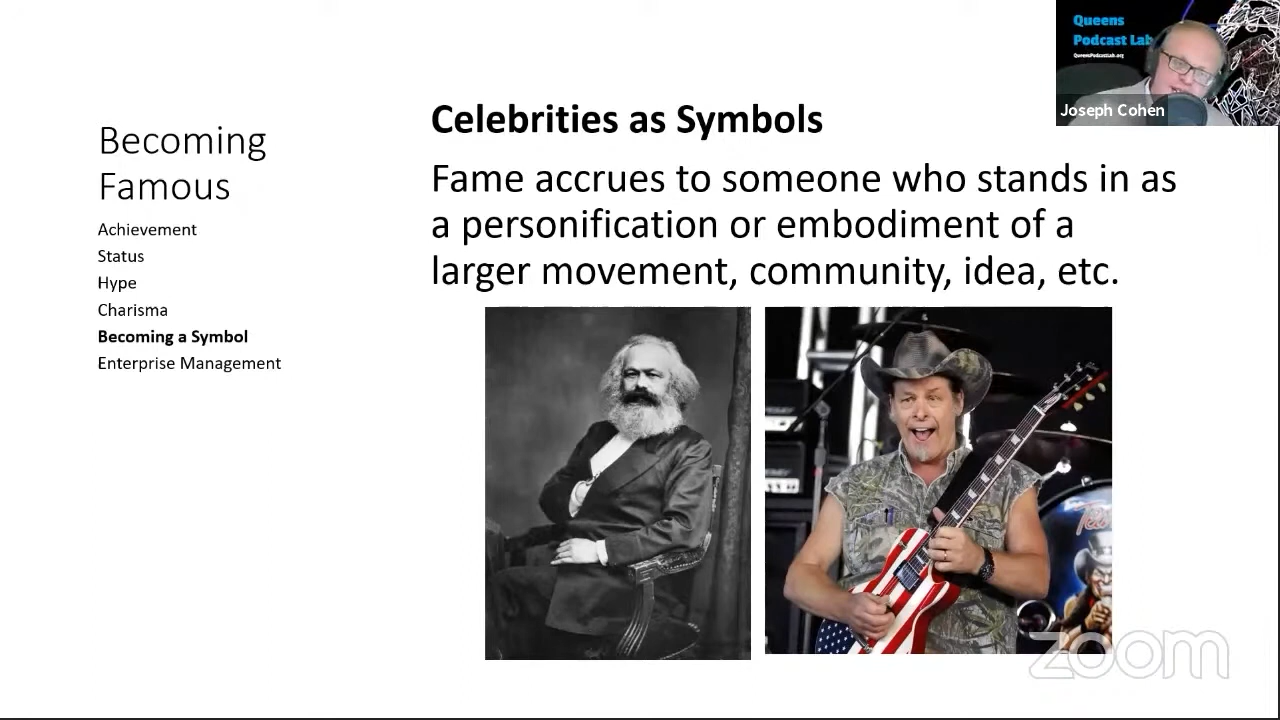 Becoming
Famous
Achievement
Status
Hype
Charisma
Becoming a Symbol
Enterprise Management
Celebrities as Symbols
Fame accrues to someone who stands in as
a personification or embodiment of a
larger movement, community, idea, etc.
Queens
Podcast Lab
QueensPodcastLab.org
Joseph Cohen
zoom